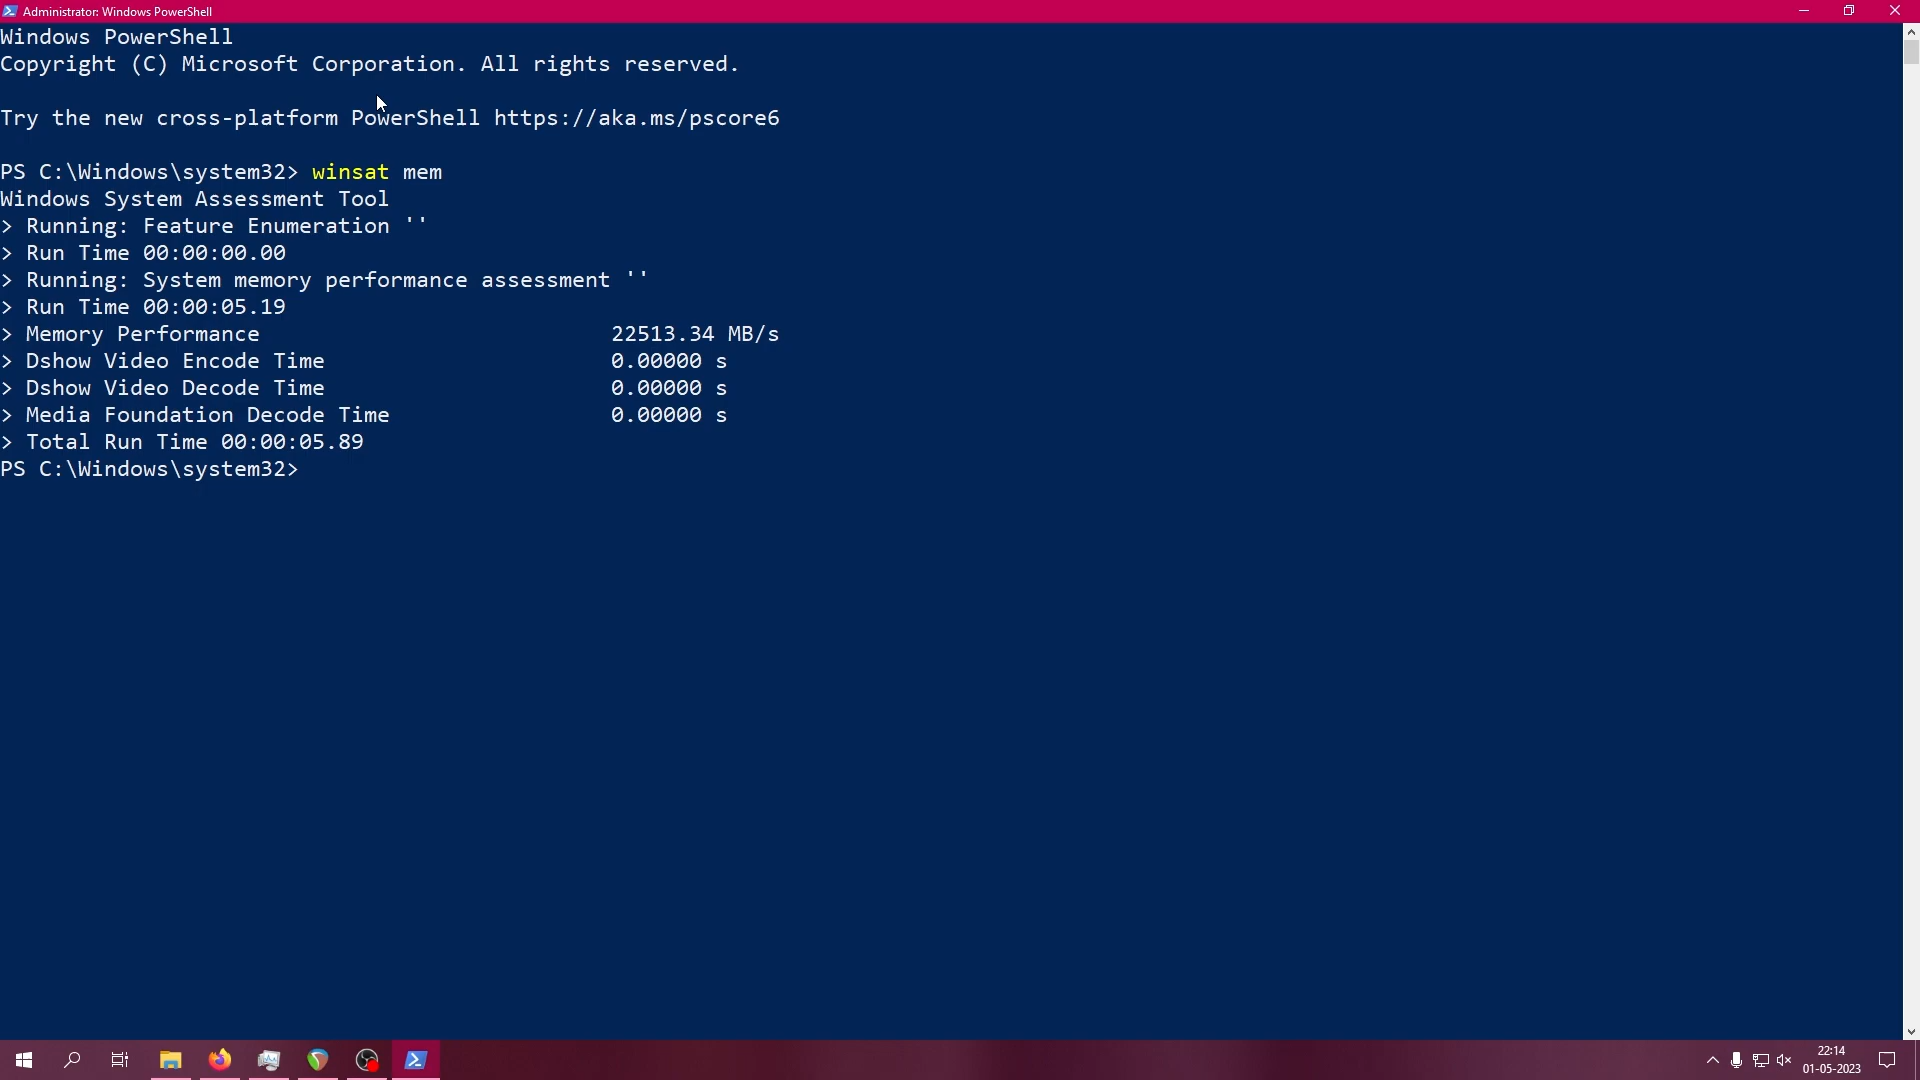 Administrator: Windows PowerShell
Windows PowerShell
Copyright (C) Microsoft Corporation. All rights reserved.
Try the new cross-platform PowerShell https://aka.ms/pscore6
PS C:\Windows\system32> winsat mem
Windows System Assessment Tool
> Running: Feature Enumeration ''
> Run Time 00:00:00.00
> Running: System memory performance assessment ''
> Run Time 00:00:05.19
> Memory Performance 22513.34 MB/s
> Dshow Video Encode Time 0.00000 s
> Dshow Video Decode Time 0.00000 s
> Media Foundation Decode Time 0.00000 s
> Total Run Time 00:00:05.89
PS C:\Windows\system32>
22:14
01-05-2023